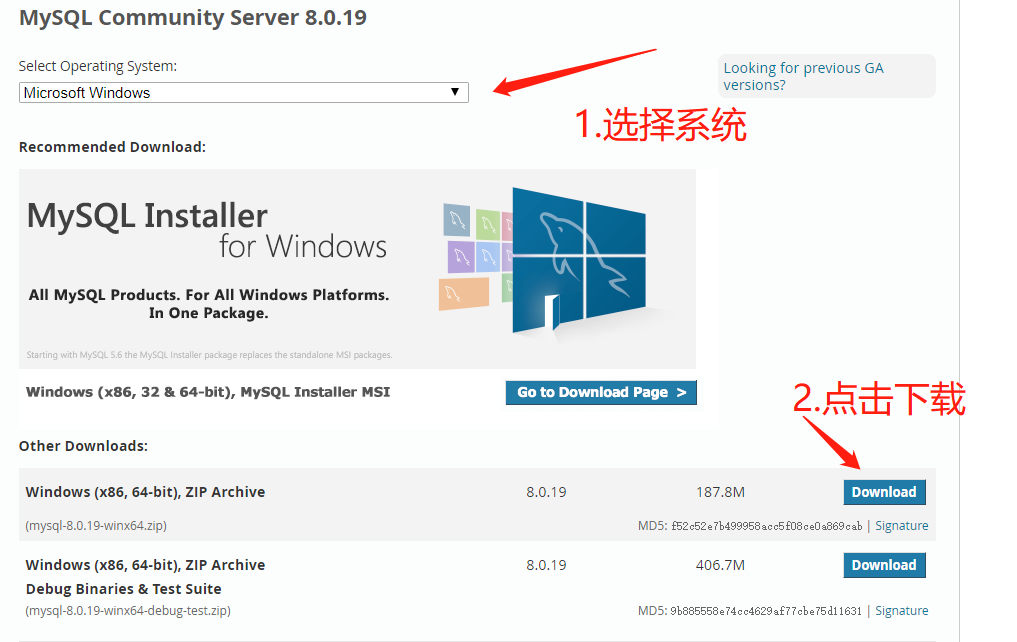 MySQL Community Server 8.0.19
Select Operating System:
Looking for previous GA
versions?
Microsoft Windows
1.选择系统
Recommended Download:
MySQL Installer
for Windows
All MySQL Products. For All Windows Platforms.
In One Package.
Starting with MySQL 5.6 the MySQL Installer package replaces the standalone MSI packages.
Windows (x86, 32 & 64-bit), MySQL Installer MSI
Go to Download Page >
2.点击下载
Other Downloads:
Windows (x86, 64-bit), ZIP Archive 8.0.19 187.8M Download
(mysql-8.0.19-winx64.zip) MD5: f52c52e7b499958acc5f08ce0a869cab | Signature
Windows (x86, 64-bit), ZIP Archive 8.0.19 406.7M Download
Debug Binaries & Test Suite
(mysql-8.0.19-winx64-debug-test.zip) MD5: 9b885558e74cc4629af77cbe75d11631 | Signature